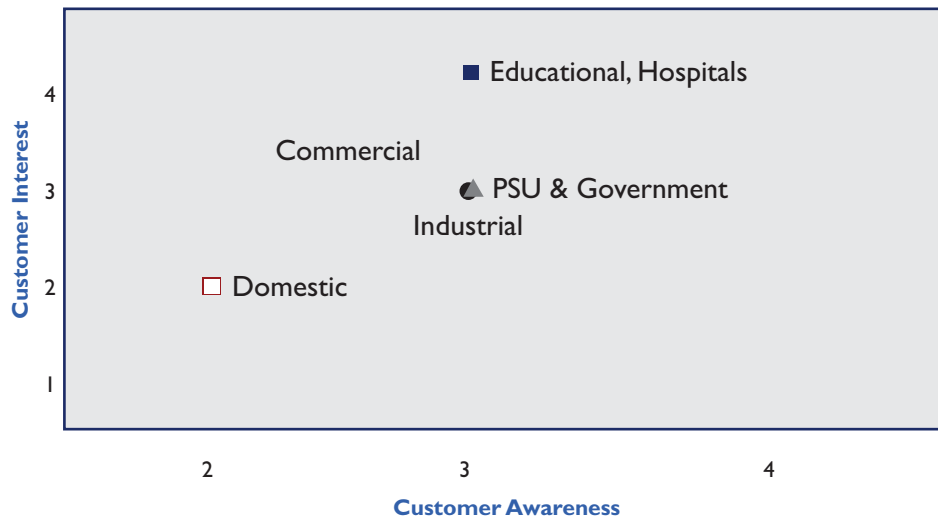 Educational, Hospitals
4
Commercial
3
PSU & Government
Industrial
2
Domestic
1
Customer Interest
2 3 4
Customer Awareness